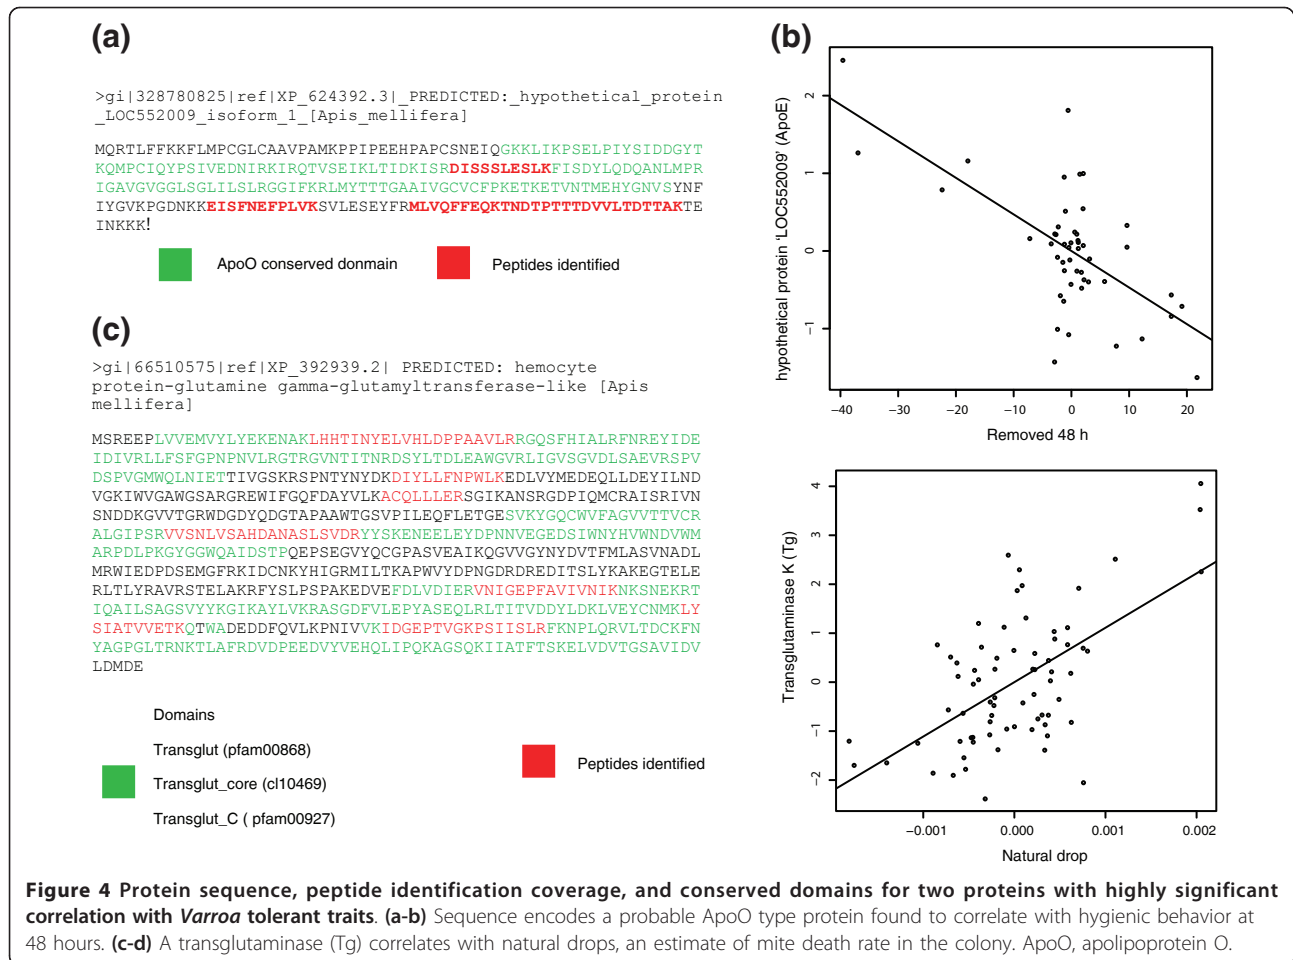 (a)
>gi|328780825|ref|XP_624392.3|_PREDICTED:_hypothetical_protein
_LOC552009_isoform_1_[Apis_mellifera]
MQRTLFFKKFLMPCGLCAAVPAMKPPIPEEHPAPCSNEIQGKKLIKPSELPIYSIDDGYT
KQMPCIQYPSIVEDNIRKIRQTVSEIKLTIDKISRDISSSLESLKFISDYLQDQANLMPR
IGAVGVGGLSGLILSLRGGIFKRLMYTTTGAAIVGCVCFPKETKETVNTMEHYGNVSYNF
IYGVKPGDNKKEISFNEFPLVKSVLESEYFRMLVQFFEQKTNDTPTTTDVVLTDTTAKTE
INKKK!
ApoO conserved donmain
Peptides identified
(b)
hypothetical protein 'LOC552009' (ApoE)
2
1
0
−1
−40 −30 −20 −10 0 10 20
Removed 48 h
(c)
>gi|66510575|ref|XP_392939.2| PREDICTED: hemocyte
protein-glutamine gamma-glutamyltransferase-like [Apis
mellifera]
MSREEPLVVEMVYLYEKENAKLHHTINYELVHLDPPAAVLRRGQSFHIALRFNREYIDE
IDIVRLLFSFGPNPNVLRGTRGVNTITNRDSYLTDLEAWGVRLIGVSGVDLSAEVRSPV
DSPVGMWQLNIETTIVGSKRSPNTYNYDKDIYLLFNPWLKEDLVYMEDEQLLDEYILND
VGKIWVGAWGSARGREWIFGQFDAYVLKACQLLLERSGIKANSRGDPIQMCRAISRIVN
SNDDKGVVTGRWDGDYQDGTAPAAWTGSVPILEQFLETGESVKYGQCWVFAGVVTTVCR
ALGIPSRVVSNLVSAHDANASLSVDRYYSKENEELEYDPNNVEGEDSIWNYHVWNDVWM
ARPDLPKGYGGWQAIDSTPQEPSEGVYQCGPASVEAIKQGVVGYNYDVTFMLASVNADL
MRWIEDPDSEMGFRKIDCNKYHIGRMILTKAPWVYDPNGDRDREDITSLYKAKEGTELE
RLTLYRAVRSTELAKRFYSLPSPAKEDVEFDLVDIERVNIGEPFAVIVNIKNKSNEKRT
IQAILSAGSVYYKGIKAYLVKRASGDFVLEPYASEQLRLTITVDDYLDKLVEYCNMKLY
SIATVVETKQTWADEDDFQVLKPNIVVKIDGEPTVGKPSIISLRFKNPLQRVLTDCKFN
YAGPGLTRNKTLAFRDVDPEEDVYVEHQLIPQKAGSQKIIATFTSKELVDVTGSAVIDV
LDMDE
Domains
Transglut (pfam00868)
Transglut_core (cl10469)
Transglut_C ( pfam00927)
Peptides identified
Transglutaminase K (Tg)
4
3
2
1
0
−1
−2
−0.001 0.000 0.001 0.002
Natural drop
Figure 4 Protein sequence, peptide identification coverage, and conserved domains for two proteins with highly significant
correlation with Varroa tolerant traits. (a-b) Sequence encodes a probable ApoO type protein found to correlate with hygienic behavior at
48 hours. (c-d) A transglutaminase (Tg) correlates with natural drops, an estimate of mite death rate in the colony. ApoO, apolipoprotein O.